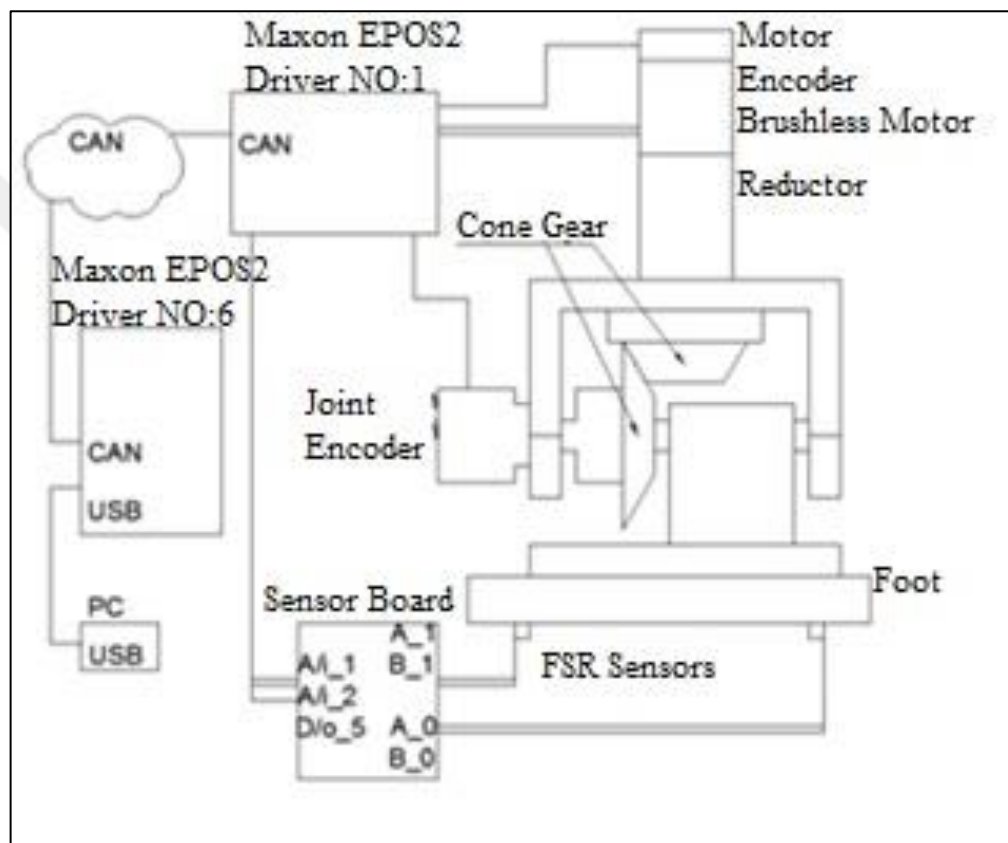 Maxon EPOS2
Driver NO:1
CAN
CAN
Motor
Encoder
Brushless Motor
Reductor
Cone Gear
Maxon EPOS2
Driver NO:6
CAN
USB
PC
USB
Joint
Encoder
Sensor Board
A_1
B_1
A/i_1
A/i_2
D/o_5
A_0
B_0
FSR Sensors
Foot